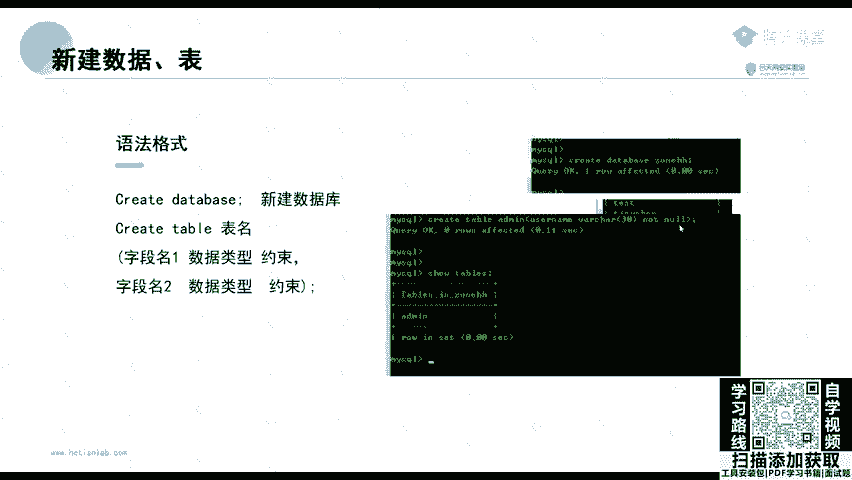 新建数据、表
语法格式
Create database; 新建数据库
Create table 表名
(字段名1 数据类型 约束,
字段名2 数据类型 约束);
mysql>
mysql>
mysql> create database
Query OK, 1 row affected (0.00 sec)
mysql>
test
mysql> create table admin(username varchar(30) not null);
Query OK, 0 rows affected (0.11 sec)
mysql>
mysql>
mysql> show tables;
admin
1 row in set (0.00 sec)
mysql>
学习路线
自学视频
扫描添加获取
工具安装包|PDF学习书籍|面试题
www.hetianlab.com